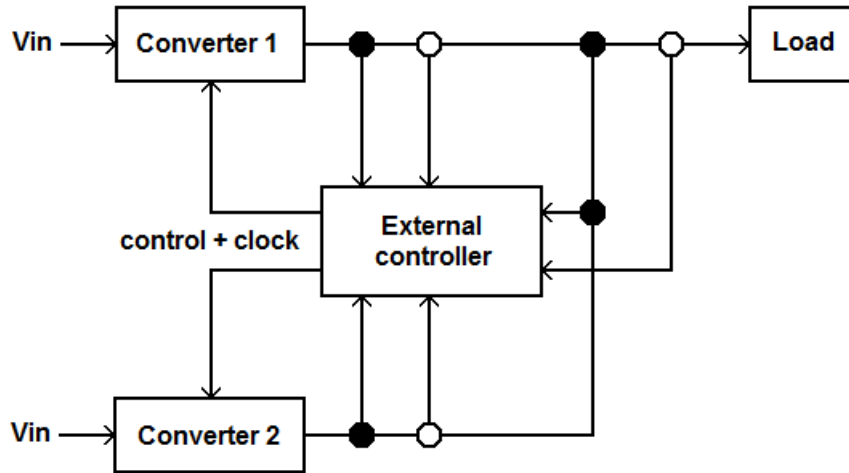 Vin
Converter 1
Load
External
controller
control + clock
Vin
Converter 2